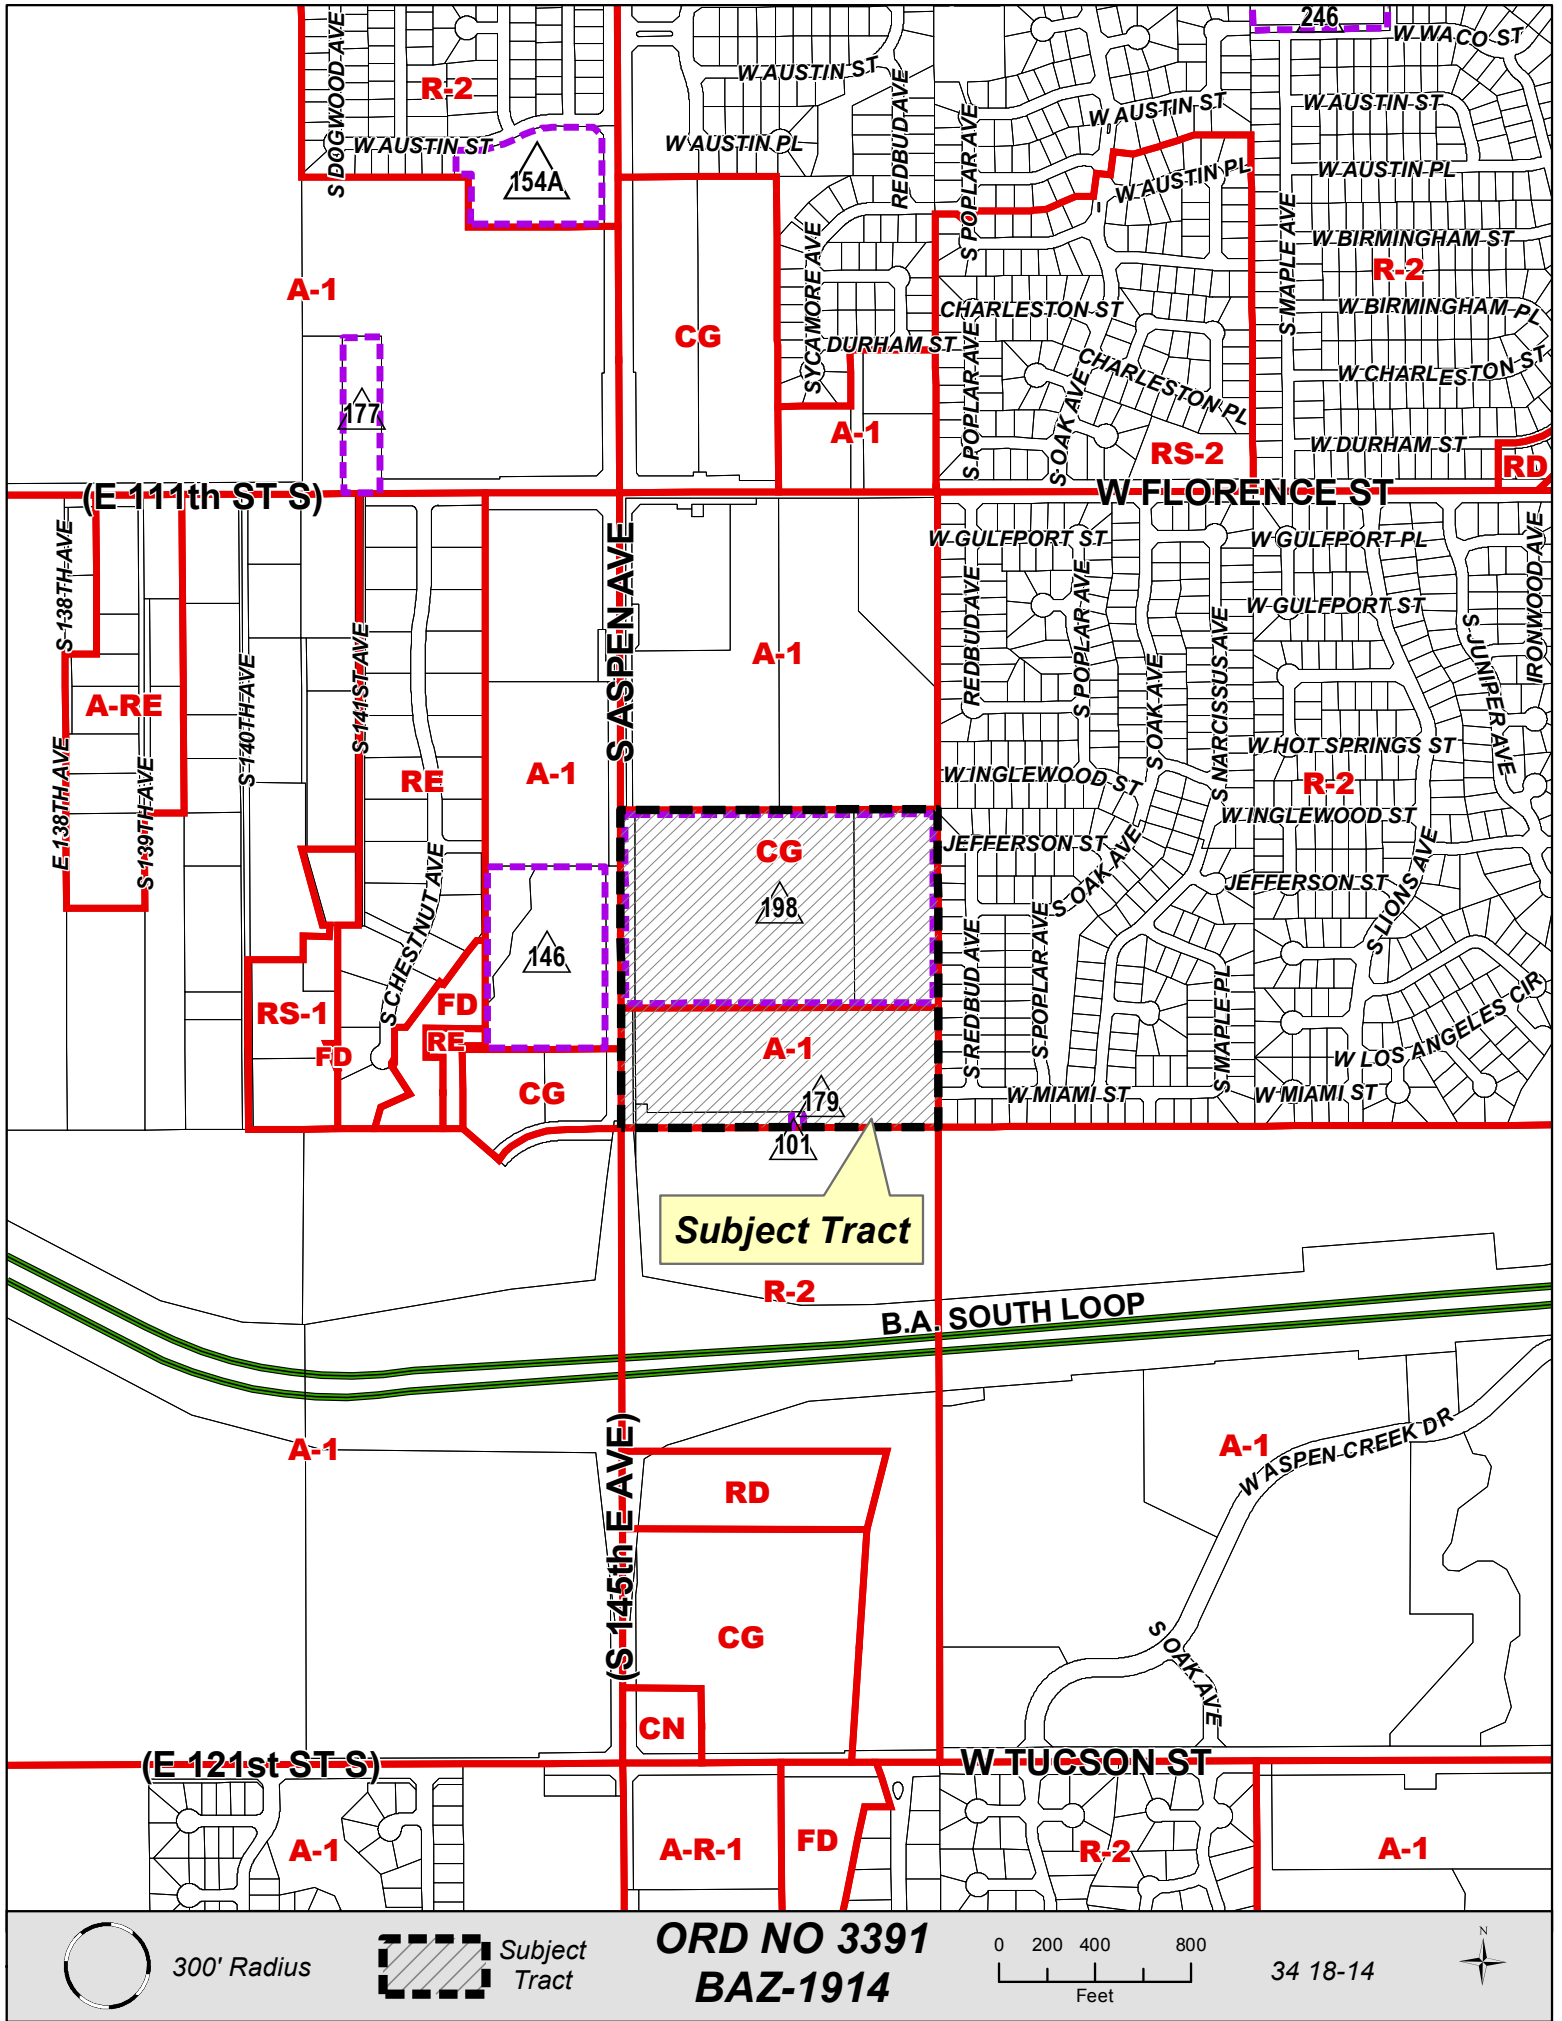 246
W WACO ST
S DOGWOOD AVE
R-2
W AUSTIN ST
REDBUD AVE
W AUSTIN ST
W AUSTIN ST
S POPLAR AVE
W AUSTIN ST
W AUSTIN PL
154A
W AUSTIN PL
W AUSTIN PL
S MAPLE AVE
SYCAMORE AVE
W BIRMINGHAM ST
R-2
A-1
CHARLESTON ST
W BIRMINGHAM PL
CG
DURHAM ST
S POPLAR AVE
CHARLESTON PL
W CHARLESTON ST
177
A-1
S OAK AVE
RS-2
W DURHAM ST
RD
(E 111th ST S)
W FLORENCE ST
S 138TH AVE
S ASPEN AVE
W GULFPORT ST
W GULFPORT PL
IRONWOOD AVE
REDBUD AVE
S POPLAR AVE
W GULFPORT ST
S JUNIPER AVE
S 140TH AVE
S 141ST AVE
A-1
S OAK AVE
S NARCISSUS AVE
A-RE
E 138TH AVE
S 139TH AVE
RE
A-1
W HOT SPRINGS ST
W INGLEWOOD ST
R-2
W INGLEWOOD ST
CG
JEFFERSON ST
S OAK AVE
S CHESTNUT AVE
198
JEFFERSON ST
S LIONS AVE
146
S REDBUD AVE
S POPLAR AVE
S MAPLE PL
RS-1
FD
FD
RE
A-1
W LOS ANGELES CIR
CG
179
W MIAMI ST
W MIAMI ST
101
Subject Tract
R-2
B.A. SOUTH LOOP
A-1
(S 145th E AVE)
A-1
W ASPEN CREEK DR
RD
CG
S OAK AVE
CN
(E 121st ST S)
W TUCSON ST
A-1
A-R-1
FD
R-2
A-1
300' Radius
Subject
Tract
ORD NO 3391
BAZ-1914
0 200 400 800
Feet
34 18-14
N